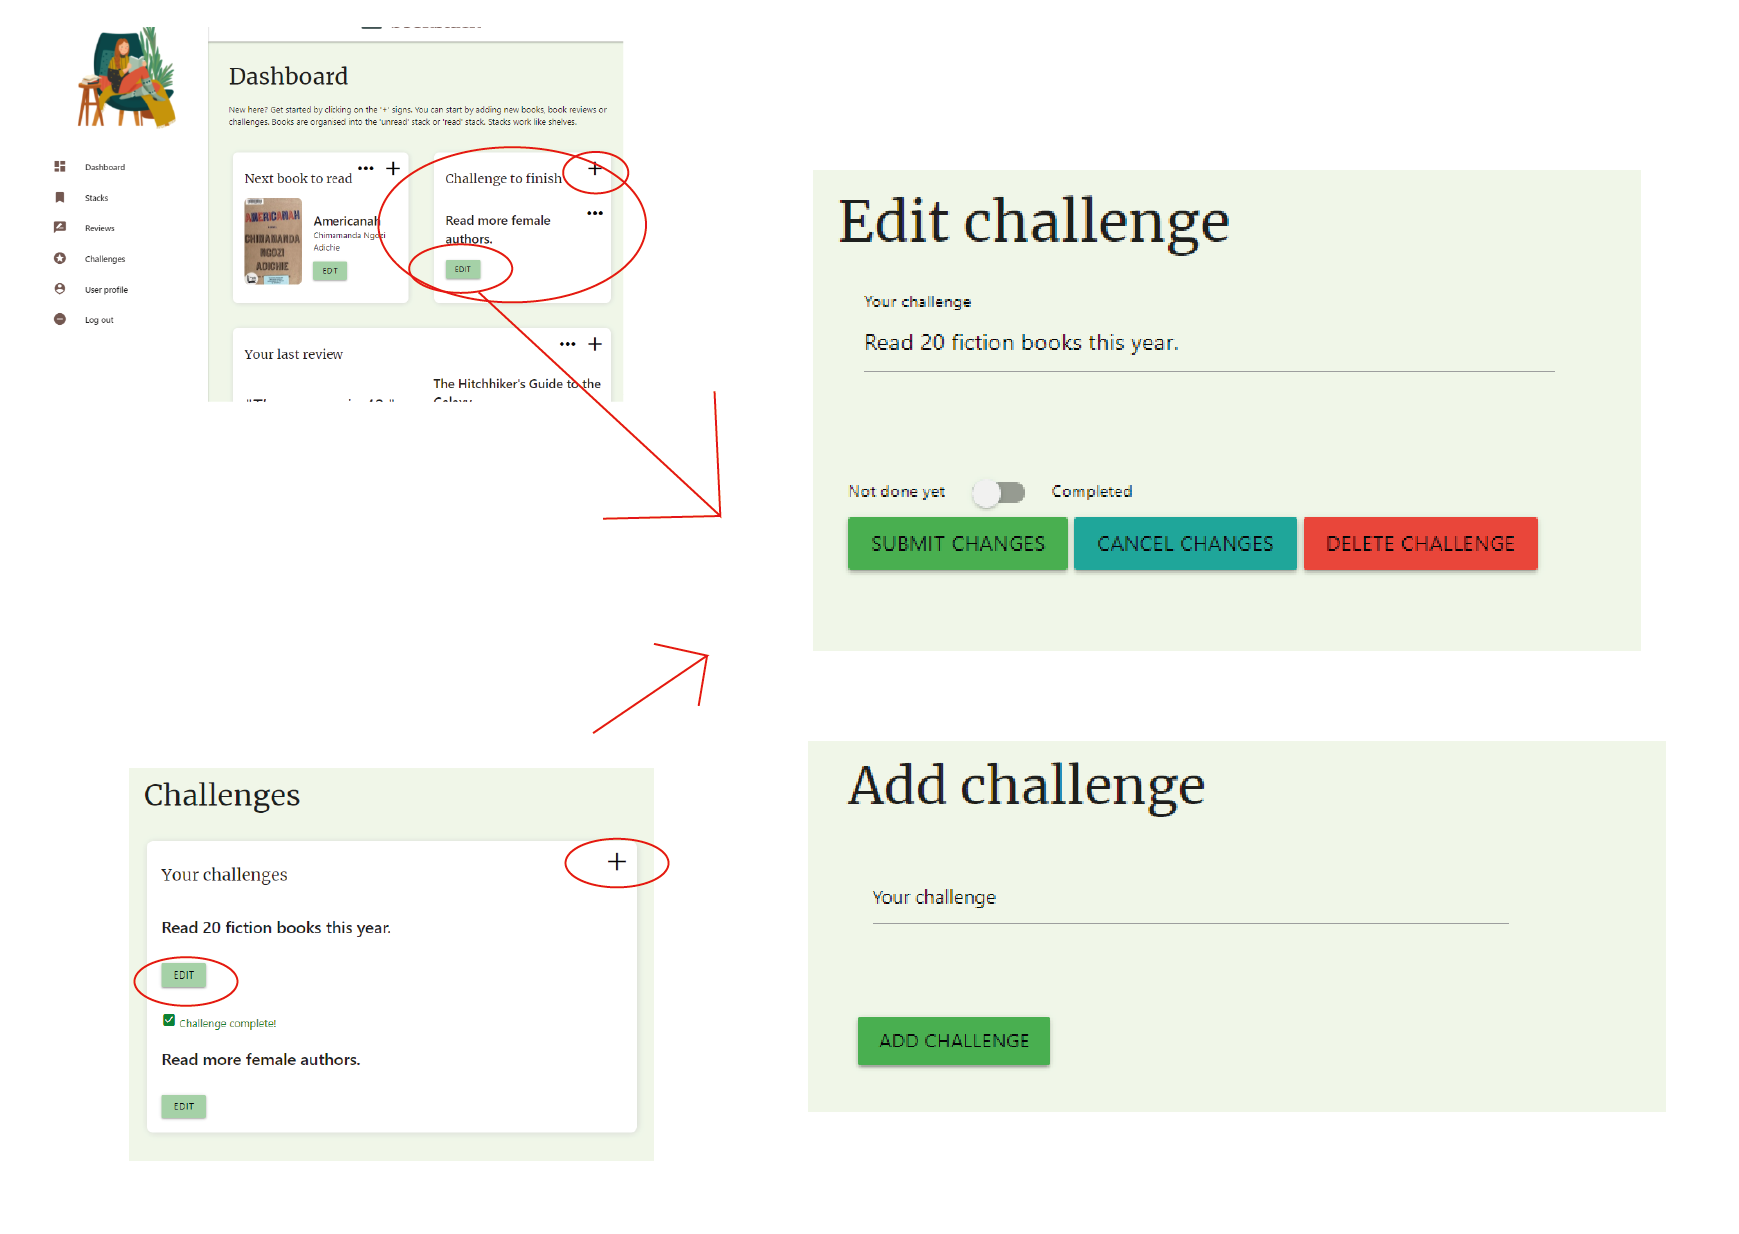 Dashboard
New here? Get started by clicking on the '+' signs. You can start by adding new books, book reviews or
challenges. Books are organised into the 'unread' stack or 'read' stack. Stacks work like shelves.
Dashboard
Stacks
Reviews
Challenges
User profile
Log out
Next book to read
AMERICANAH
CHIMAMANDA
NGOZI
ADICHIE
Americanah
Chimamanda Ngozi
Adichie
EDIT
Challenge to finish
Read more female
authors.
EDIT
Your last review
The Hitchhiker's Guide to the
Galaxy
Edit challenge
Your challenge
Read 20 fiction books this year.
Not done yet
Completed
SUBMIT CHANGES
CANCEL CHANGES
DELETE CHALLENGE
Challenges
Your challenges
Read 20 fiction books this year.
EDIT
Challenge complete!
Read more female authors.
EDIT
Add challenge
Your challenge
ADD CHALLENGE